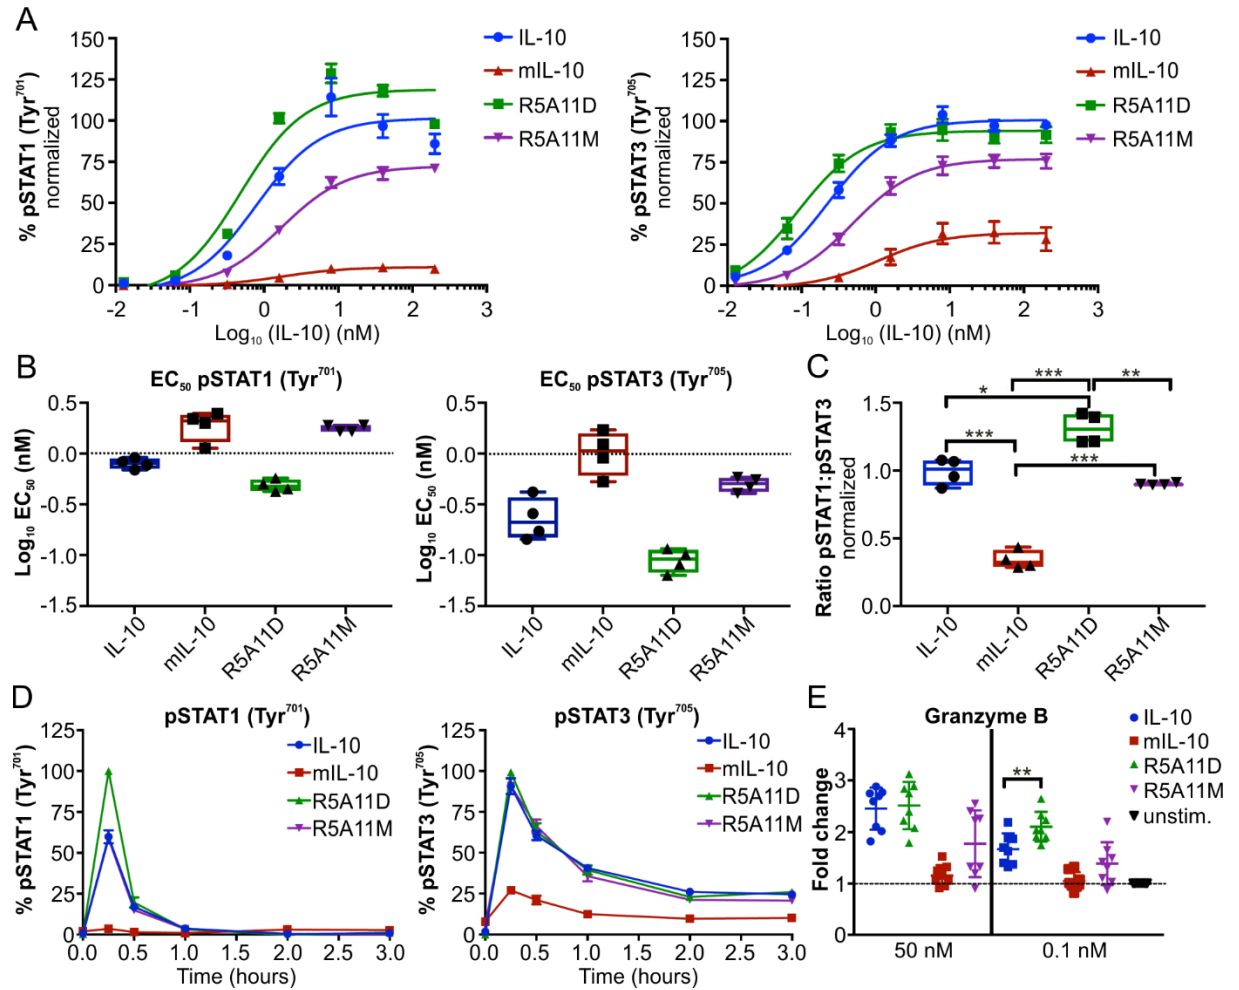 A
% pSTAT1 (Tyr⁷⁰¹)
normalized
150
125
100
75
50
25
0
-2 -1 0 1 2 3
Log₁₀ (IL-10) (nM)
IL-10
mIL-10
R5A11D
R5A11M
% pSTAT3 (Tyr⁷⁰⁵)
normalized
150
125
100
75
50
25
0
-2 -1 0 1 2 3
Log₁₀ (IL-10) (nM)
IL-10
mIL-10
R5A11D
R5A11M
B
EC₅₀ pSTAT1 (Tyr⁷⁰¹)
Log₁₀ EC₅₀ (nM)
0.5
0.0
-0.5
-1.0
-1.5
IL-10 mIL-10 R5A11D R5A11M
EC₅₀ pSTAT3 (Tyr⁷⁰⁵)
Log₁₀ EC₅₀ (nM)
0.5
0.0
-0.5
-1.0
-1.5
IL-10 mIL-10 R5A11D R5A11M
C
Ratio pSTAT1:pSTAT3
normalized
1.5
1.0
0.5
0.0
*** **
*
***
***
IL-10 mIL-10 R5A11D R5A11M
D
pSTAT1 (Tyr⁷⁰¹)
% pSTAT1 (Tyr⁷⁰¹)
125
100
75
50
25
0
0.0 0.5 1.0 1.5 2.0 2.5 3.0
Time (hours)
IL-10
mIL-10
R5A11D
R5A11M
pSTAT3 (Tyr⁷⁰⁵)
% pSTAT3 (Tyr⁷⁰⁵)
125
100
75
50
25
0
0.0 0.5 1.0 1.5 2.0 2.5 3.0
Time (hours)
IL-10
mIL-10
R5A11D
R5A11M
E
Granzyme B
Fold change
4
3
2
1
0
**
50 nM 0.1 nM
IL-10
mIL-10
R5A11D
R5A11M
unstim.